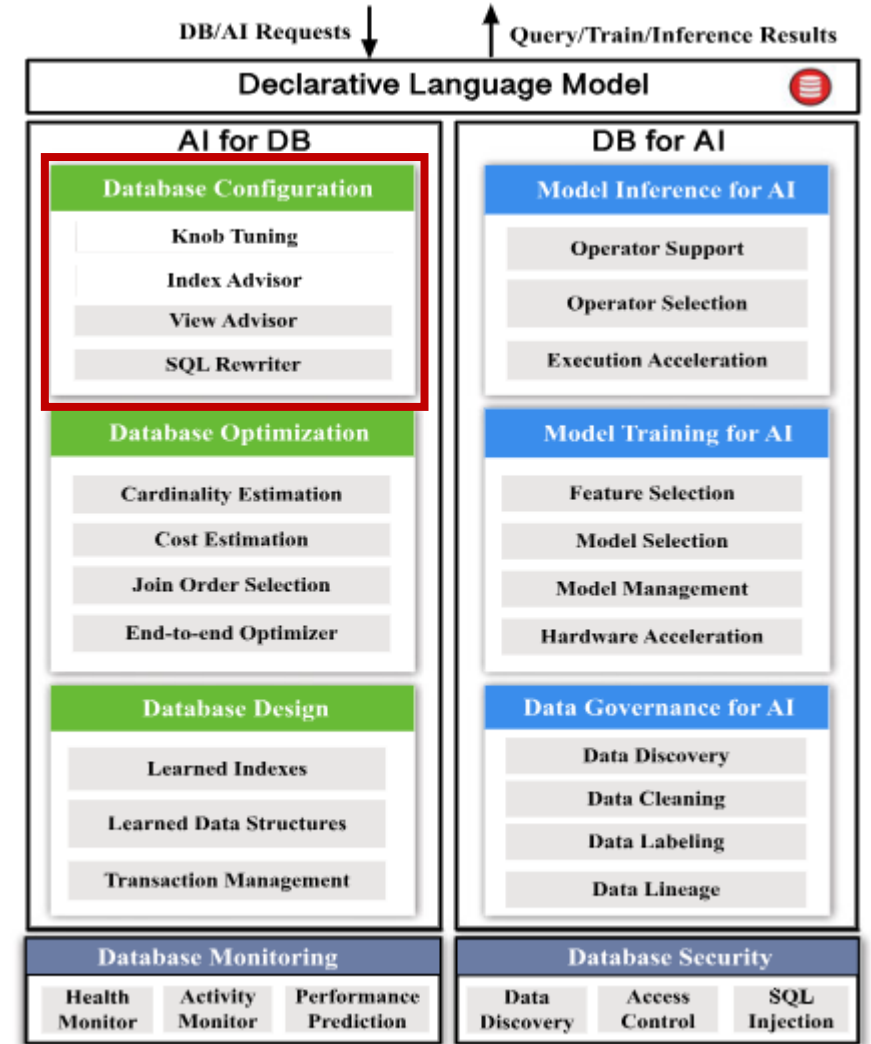 DB/AI Requests
Query/Train/Inference Results
Declarative Language Model
AI for DB
Database Configuration
Knob Tuning
Index Advisor
View Advisor
SQL Rewriter
Database Optimization
Cardinality Estimation
Cost Estimation
Join Order Selection
End-to-end Optimizer
Database Design
Learned Indexes
Learned Data Structures
Transaction Management
DB for AI
Model Inference for AI
Operator Support
Operator Selection
Execution Acceleration
Model Training for AI
Feature Selection
Model Selection
Model Management
Hardware Acceleration
Data Governance for AI
Data Discovery
Data Cleaning
Data Labeling
Data Lineage
Database Monitoring
Health
Monitor
Activity
Monitor
Performance
Prediction
Database Security
Data
Discovery
Access
Control
SQL
Injection